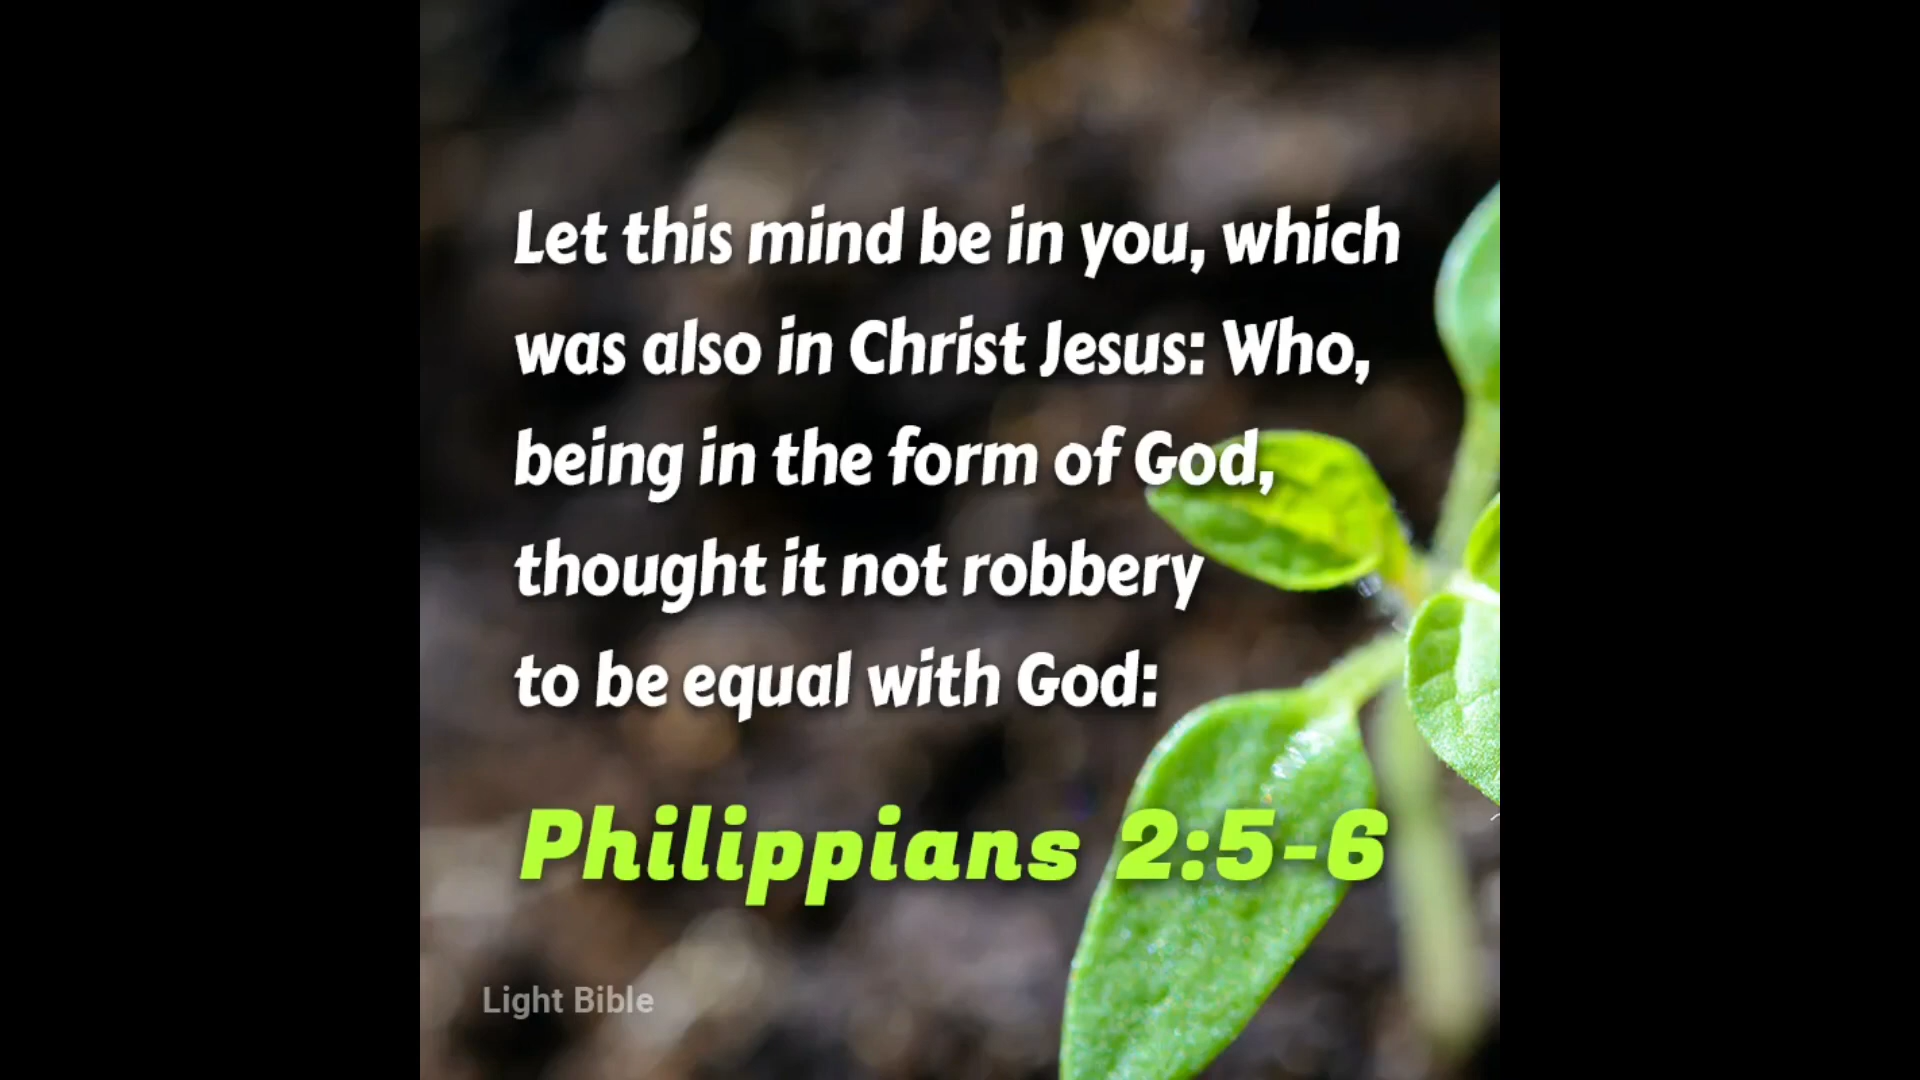 Let this mind be in you, which
was also in Christ Jesus: Who,
being in the form of God,
thought it not robbery
to be equal with God:
Philippians 2:5-6
Light Bible